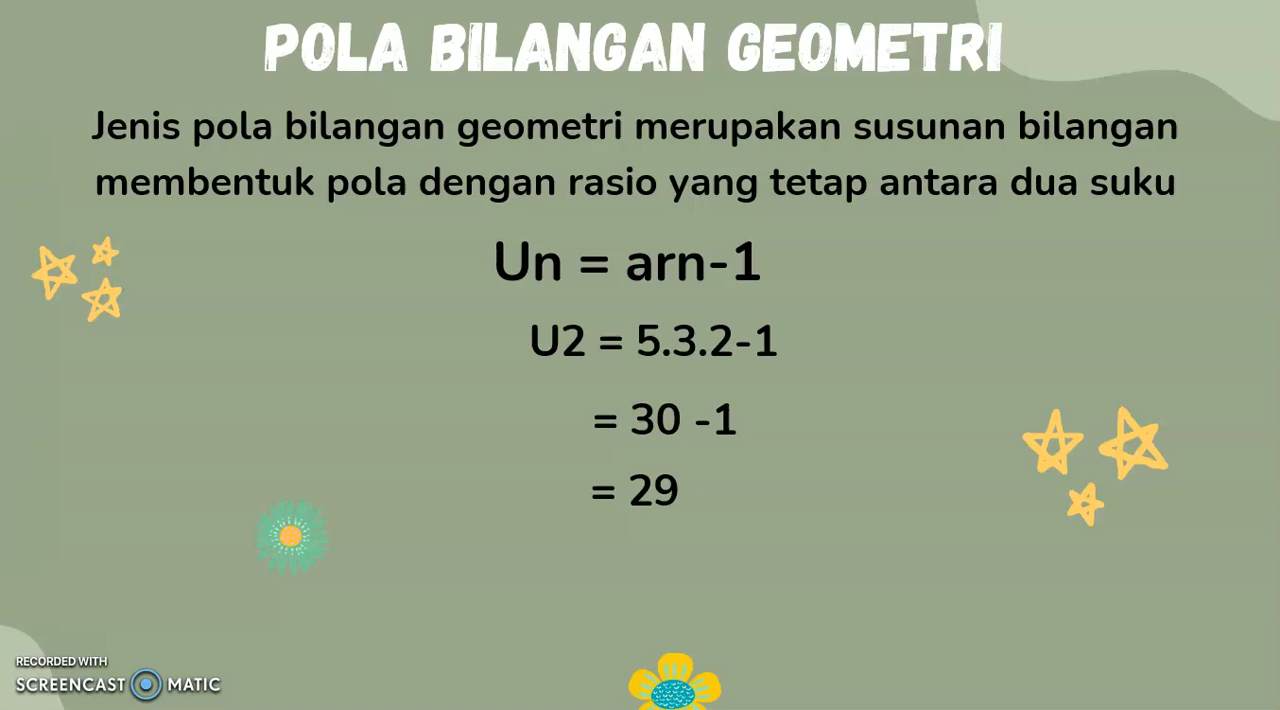 POLA BILANGAN GEOMETRI
Jenis pola bilangan geometri merupakan susunan bilangan
membentuk pola dengan rasio yang tetap antara dua suku
Un = arn-1
U2 = 5.3.2-1
= 30 -1
= 29
RECORDED WITH
SCREENCAST MATIC